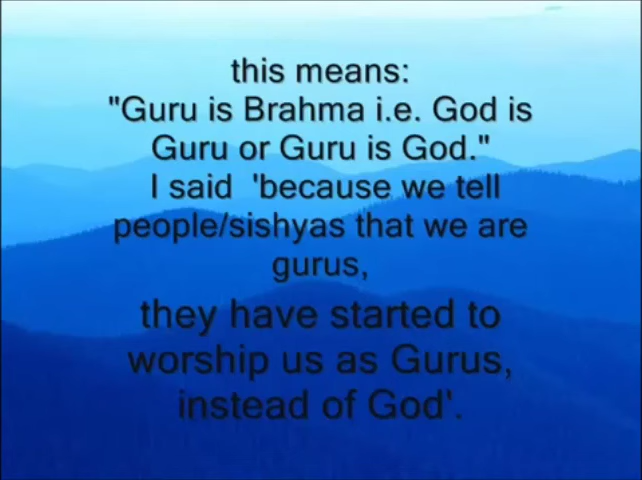 this means:
"Guru is Brahma i.e. God is
Guru or Guru is God."
I said 'because we tell
people/sishyas that we are
gurus,
they have started to
worship us as Gurus,
instead of God'.